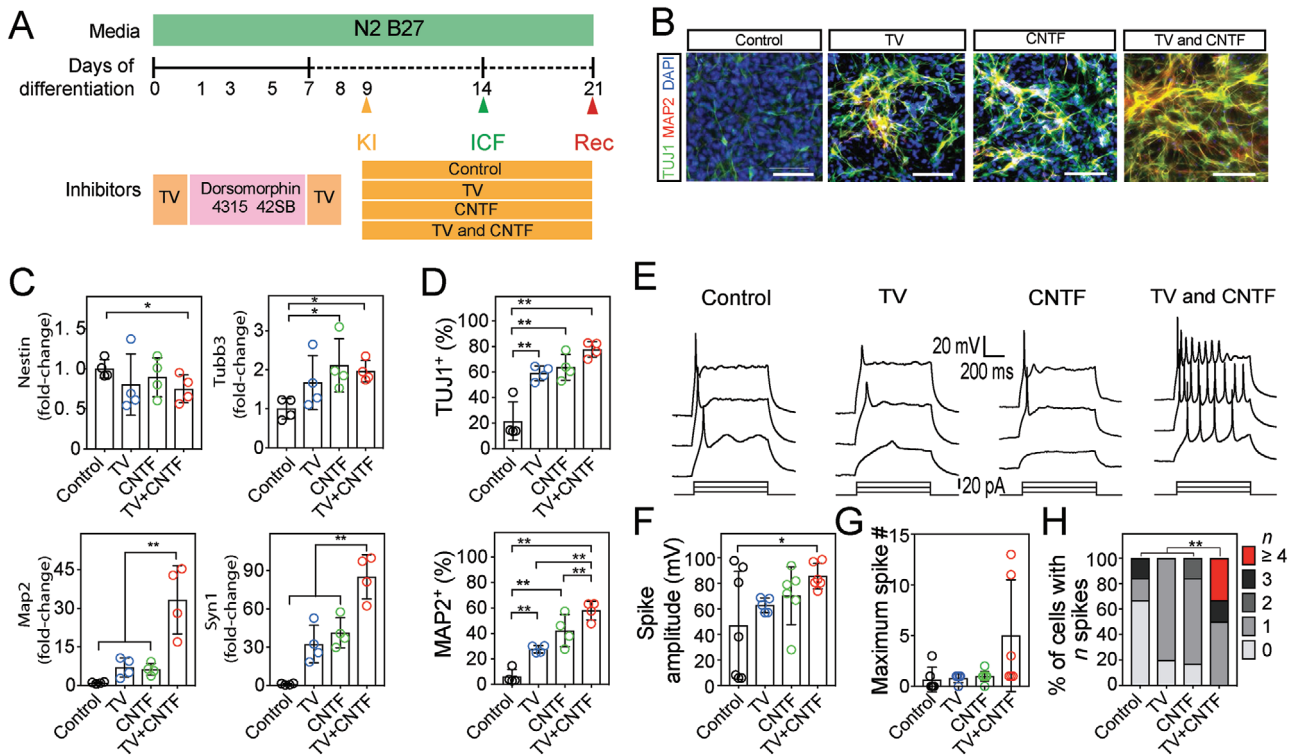 A
Media
N2 B27
Days of
differentiation
0 1 3 5 7 8 9 14 21
KI ICF Rec
Inhibitors
TV
Dorsomorphin
4315 42SB
TV
Control
TV
CNTF
TV and CNTF
B
Control TV CNTF TV and CNTF
TUJ1 MAP2 DAPI
C
Nestin
(fold-change)
1.5
1.0
0.5
0
*
Control TV CNTF TV+CNTF
Tubb3
(fold-change)
3
2
1
0
*
*
Control TV CNTF TV+CNTF
Map2
(fold-change)
45
30
15
0
**
Control TV CNTF TV+CNTF
Syn1
(fold-change)
90
60
30
0
**
Control TV CNTF TV+CNTF
D
TUJ1+ (%)
100
80
60
40
20
0
**
**
**
Control TV CNTF TV+CNTF
MAP2+ (%)
100
80
60
40
20
0
**
** **
** **
Control TV CNTF TV+CNTF
E
Control TV CNTF TV and CNTF
20 mV
200 ms
20 pA
F
Spike
amplitude (mV)
100
80
60
40
20
0
*
Control TV CNTF TV+CNTF
G
Maximum spike #
15
10
5
0
Control TV CNTF TV+CNTF
H
% of cells with
n spikes
100
80
60
40
20
0
**
Control TV CNTF TV+CNTF
n
≥ 4
3
2
1
0